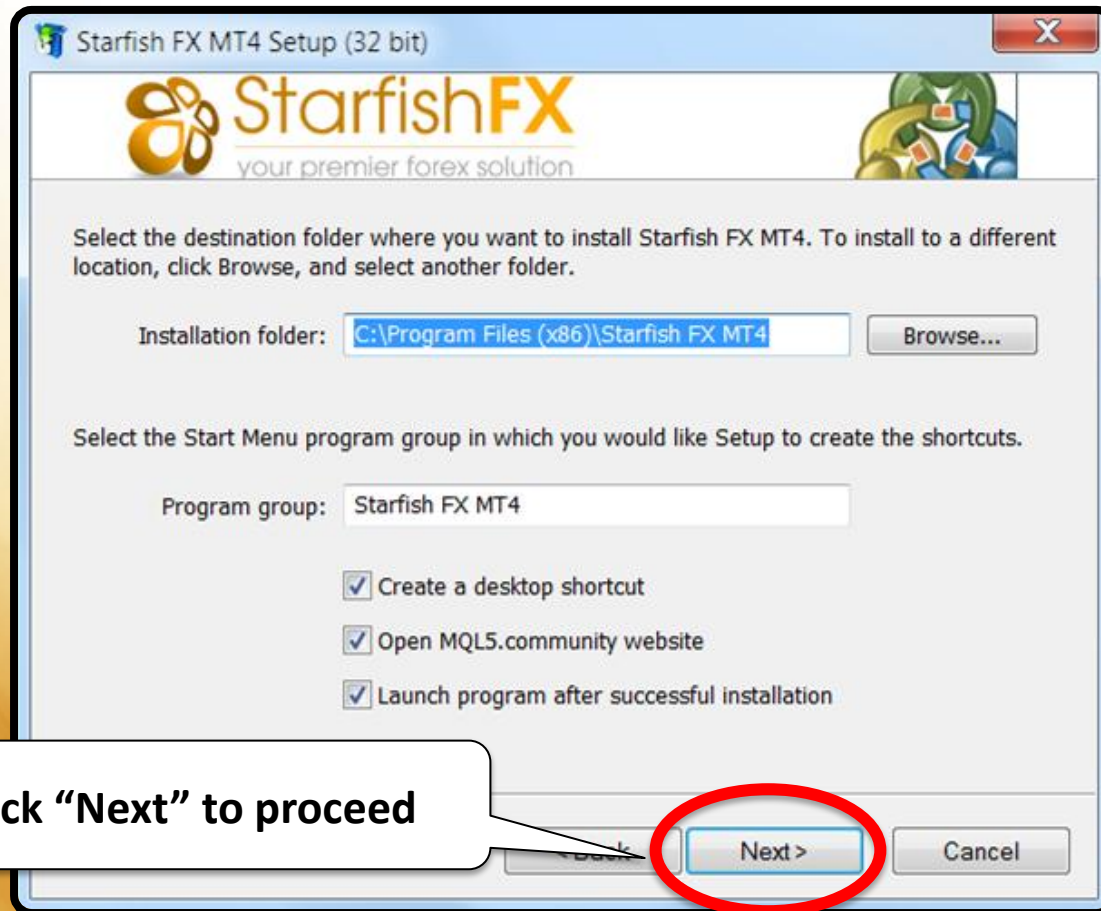 Starfish FX MT4 Setup (32 bit)
StarfishFX
your premier forex solution
Select the destination folder where you want to install Starfish FX MT4. To install to a different
location, click Browse, and select another folder.
Installation folder: C:\Program Files (x86)\Starfish FX MT4 Browse...
Select the Start Menu program group in which you would like Setup to create the shortcuts.
Program group: Starfish FX MT4
Create a desktop shortcut
Open MQL5.community website
Launch program after successful installation
ck “Next” to proceed
< Back Next > Cancel